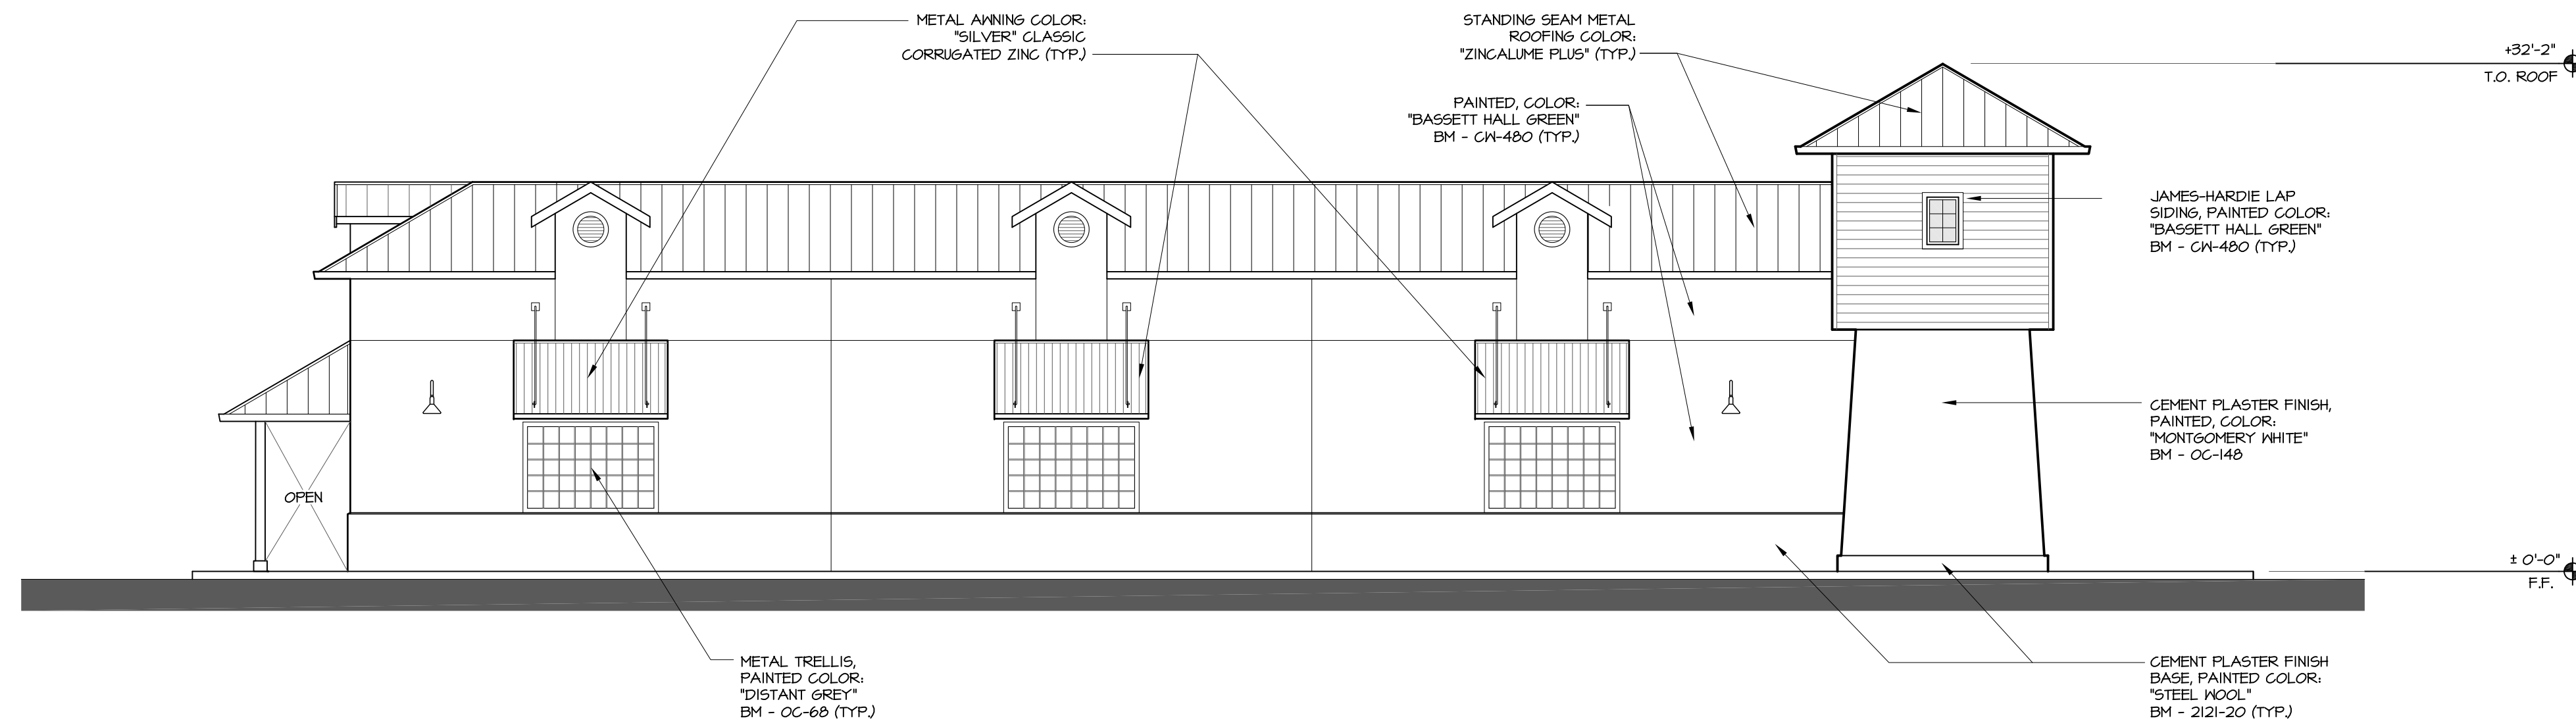 METAL AWNING COLOR:
"SILVER" CLASSIC
CORRUGATED ZINC (TYP.)
STANDING SEAM METAL
ROOFING COLOR:
"ZINCALUME PLUS" (TYP.)
+32'-2"
T.O. ROOF
PAINTED, COLOR:
"BASSETT HALL GREEN"
BM - CW-480 (TYP.)
JAMES-HARDIE LAP
SIDING, PAINTED COLOR:
"BASSETT HALL GREEN"
BM - CW-480 (TYP.)
CEMENT PLASTER FINISH,
PAINTED, COLOR:
"MONTGOMERY WHITE"
BM - OC-148
OPEN
± 0'-0"
F.F.
METAL TRELLIS,
PAINTED COLOR:
"DISTANT GREY"
BM - OC-68 (TYP.)
CEMENT PLASTER FINISH
BASE, PAINTED COLOR:
"STEEL WOOL"
BM - 2121-20 (TYP.)